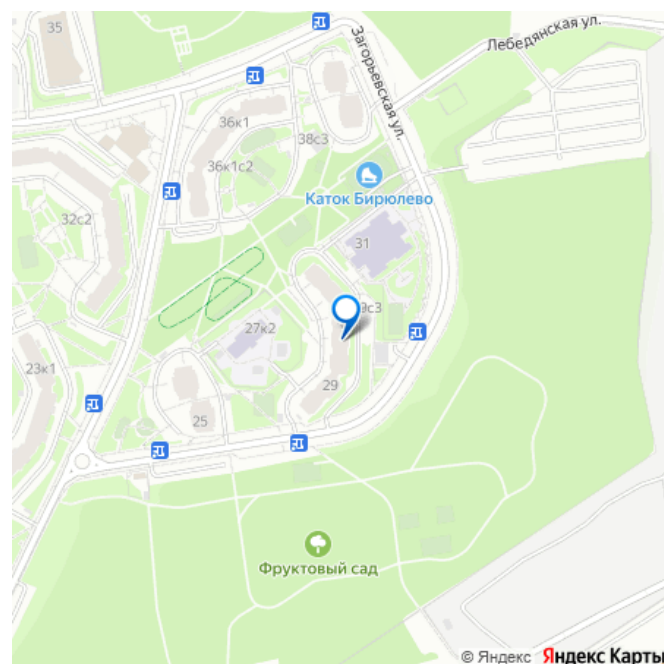 35
Лебедянская ул.
Загорьевская ул.
36к1
38с3
36к1с2
Каток Бирюлево
32с2
31
9с3
27к2
23к1
29
25
Фруктовый сад
© Яндекс Яндекс Карты